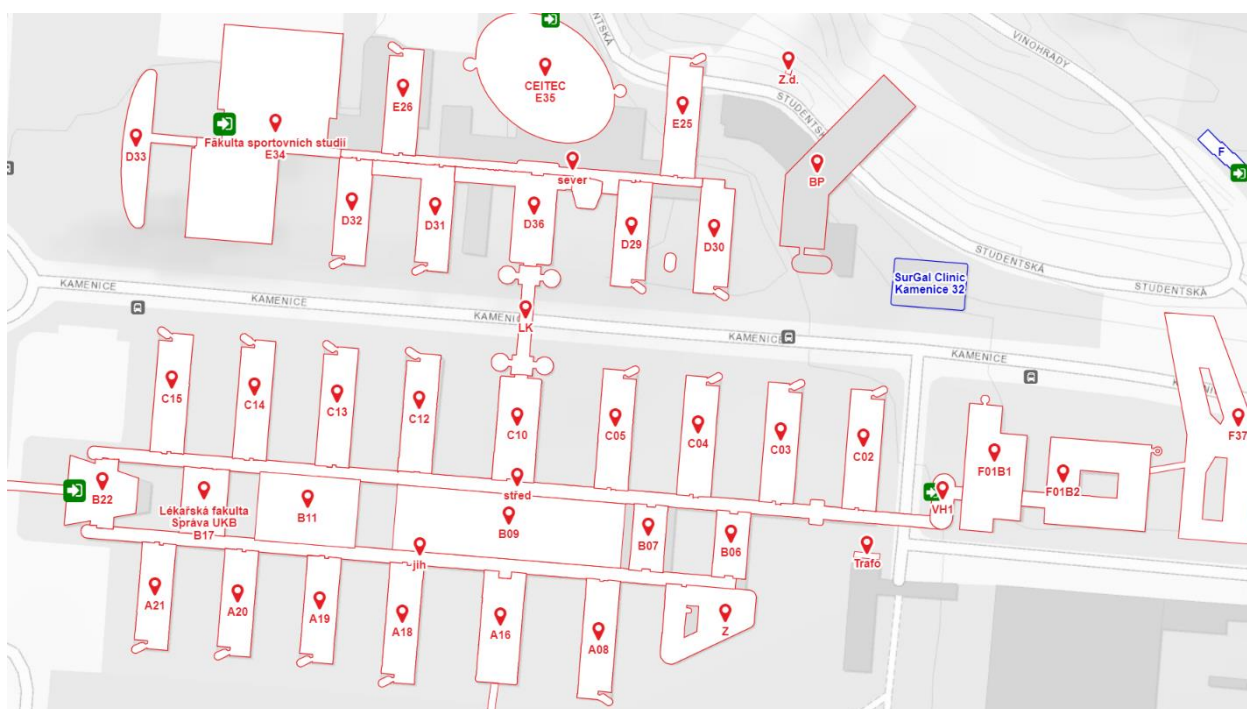 STUDENTSKÁ
VINOHRADY
CEITEC
E35
Z.d.
E26
E25
STUDENTSKÁ
Fakulta sportovních studií
E34
D33
F
sever
BP
D32
D31
D36
D29
D30
STUDENTSKÁ
SurGal Clinic
Kamenice 32
STUDENTSKÁ
KAMENICE
KAMENICE
KAMENICE
LK
KAMENICE
KAMENICE
KAMENICE
C15
C14
C13
C12
C10
C05
C04
C03
C02
F37
F01B1
F01B2
B22
střed
VH1
Lékařská fakulta
Správa UKB
B17
B11
B09
B07
B06
jih
Trafo
A21
A20
A19
A18
A16
A08
Z